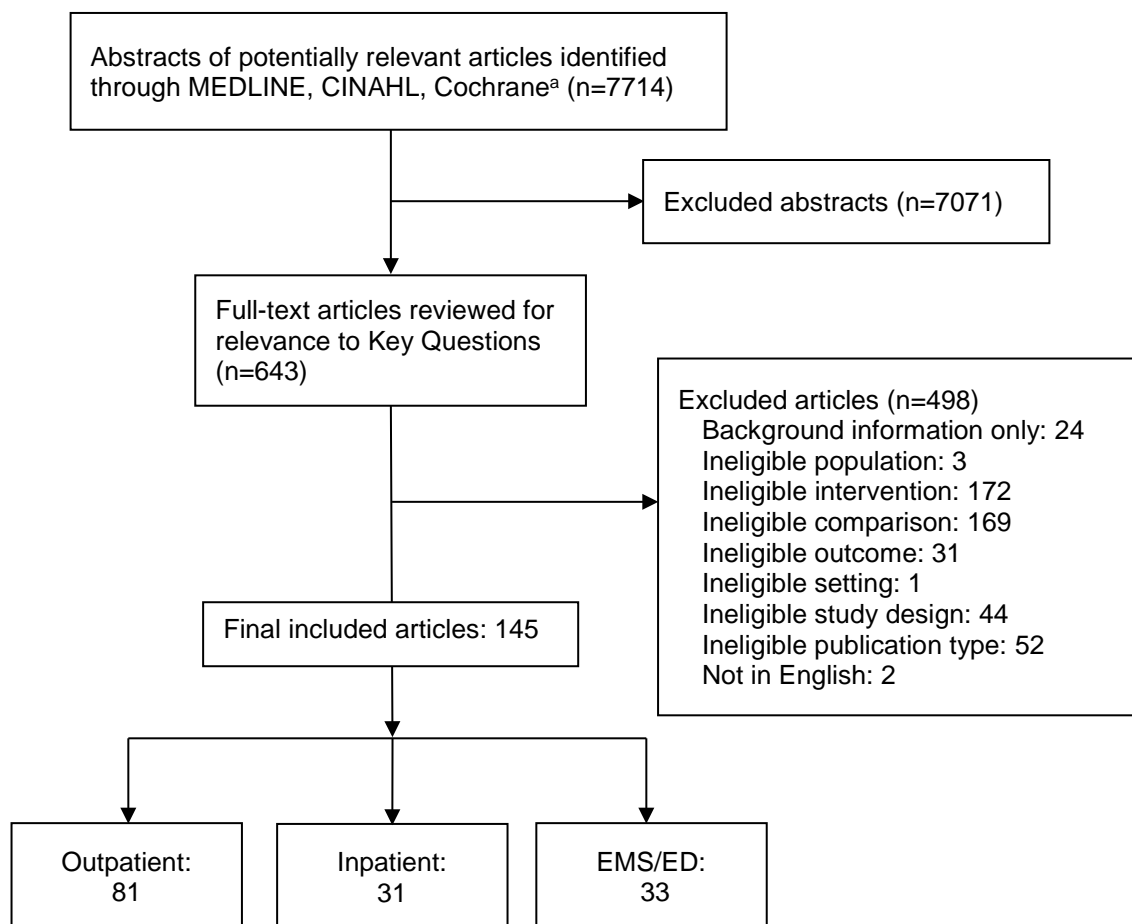 Abstracts of potentially relevant articles identified
through MEDLINE, CINAHL, Cochraneᵃ (n=7714)
Excluded abstracts (n=7071)
Full-text articles reviewed for
relevance to Key Questions
(n=643)
Excluded articles (n=498)
Background information only: 24
Ineligible population: 3
Ineligible intervention: 172
Ineligible comparison: 169
Ineligible outcome: 31
Ineligible setting: 1
Ineligible study design: 44
Ineligible publication type: 52
Not in English: 2
Final included articles: 145
Outpatient:
81
Inpatient:
31
EMS/ED:
33